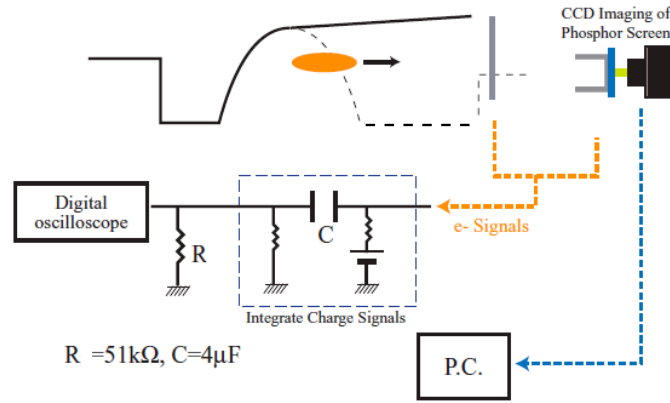 CCD Imaging of
Phosphor Screen
Digital
oscilloscope
R
C
e- Signals
Integrate Charge Signals
R =51kΩ, C=4μF
P.C.